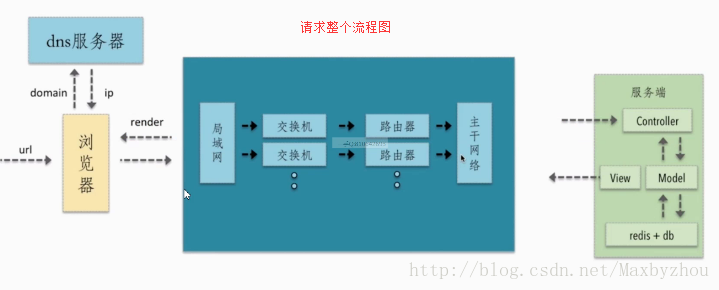 请求整个流程图
dns服务器
domain
ip
url
浏览器
render
局域网
交换机
路由器
交换机
路由器
主干网络
服务端
Controller
View
Model
redis + db
http://blog.csdn.net/Maxbyzhou